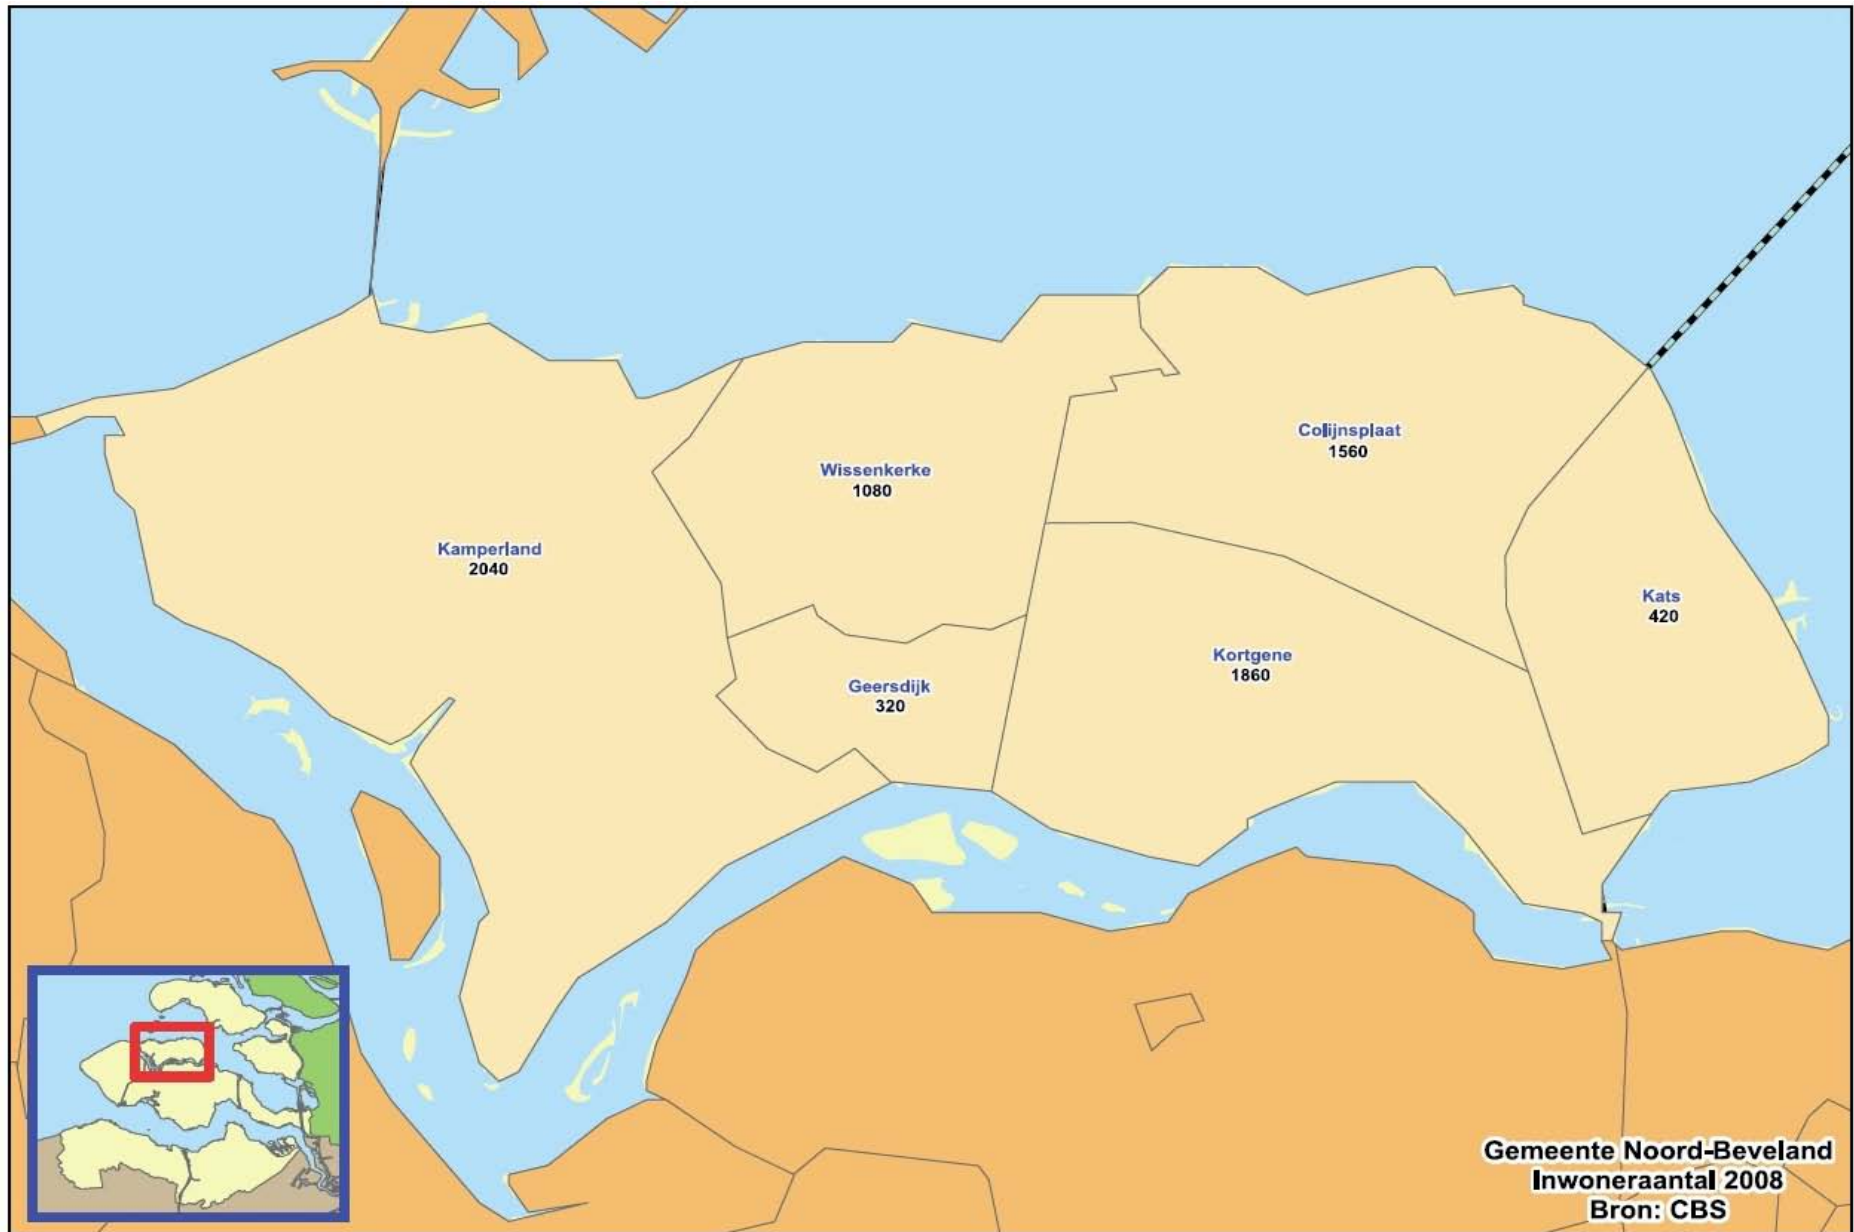 Colijnsplaat
1560
Wissenkerke
1080
Kamperland
2040
Kats
420
Kortgene
1860
Geersdijk
320
Gemeente Noord-Beveland
Inwoneraantal 2008
Bron: CBS